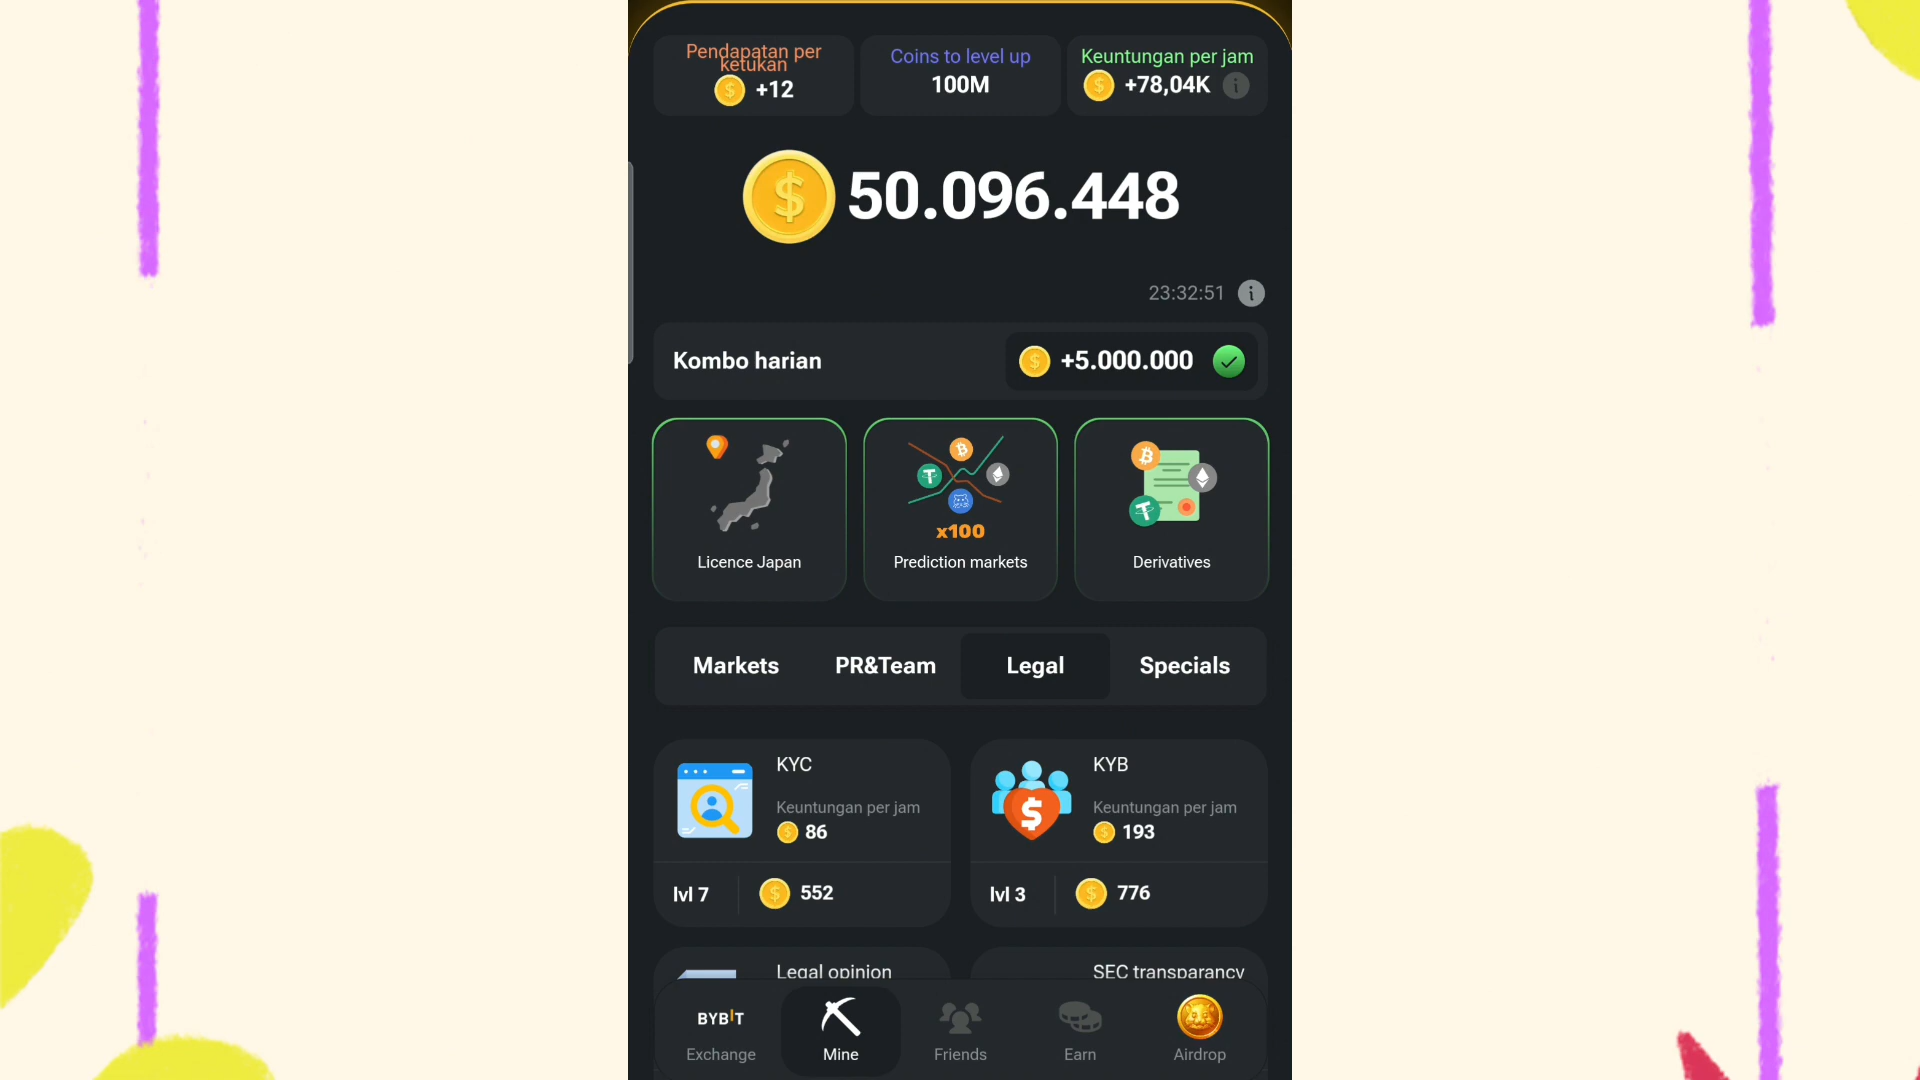 Pendapatan per
ketukan
+12
Coins to level up
100M
Keuntungan per jam
+78,04K
50.096.448
23:32:51
Kombo harian
+5.000.000
Licence Japan
x100
Prediction markets
Derivatives
Markets
PR&Team
Legal
Specials
KYC
Keuntungan per jam
86
lvl 7
552
KYB
Keuntungan per jam
193
lvl 3
776
Legal opinion
SEC transparancy
BYBIT
Exchange
Mine
Friends
Earn
Airdrop